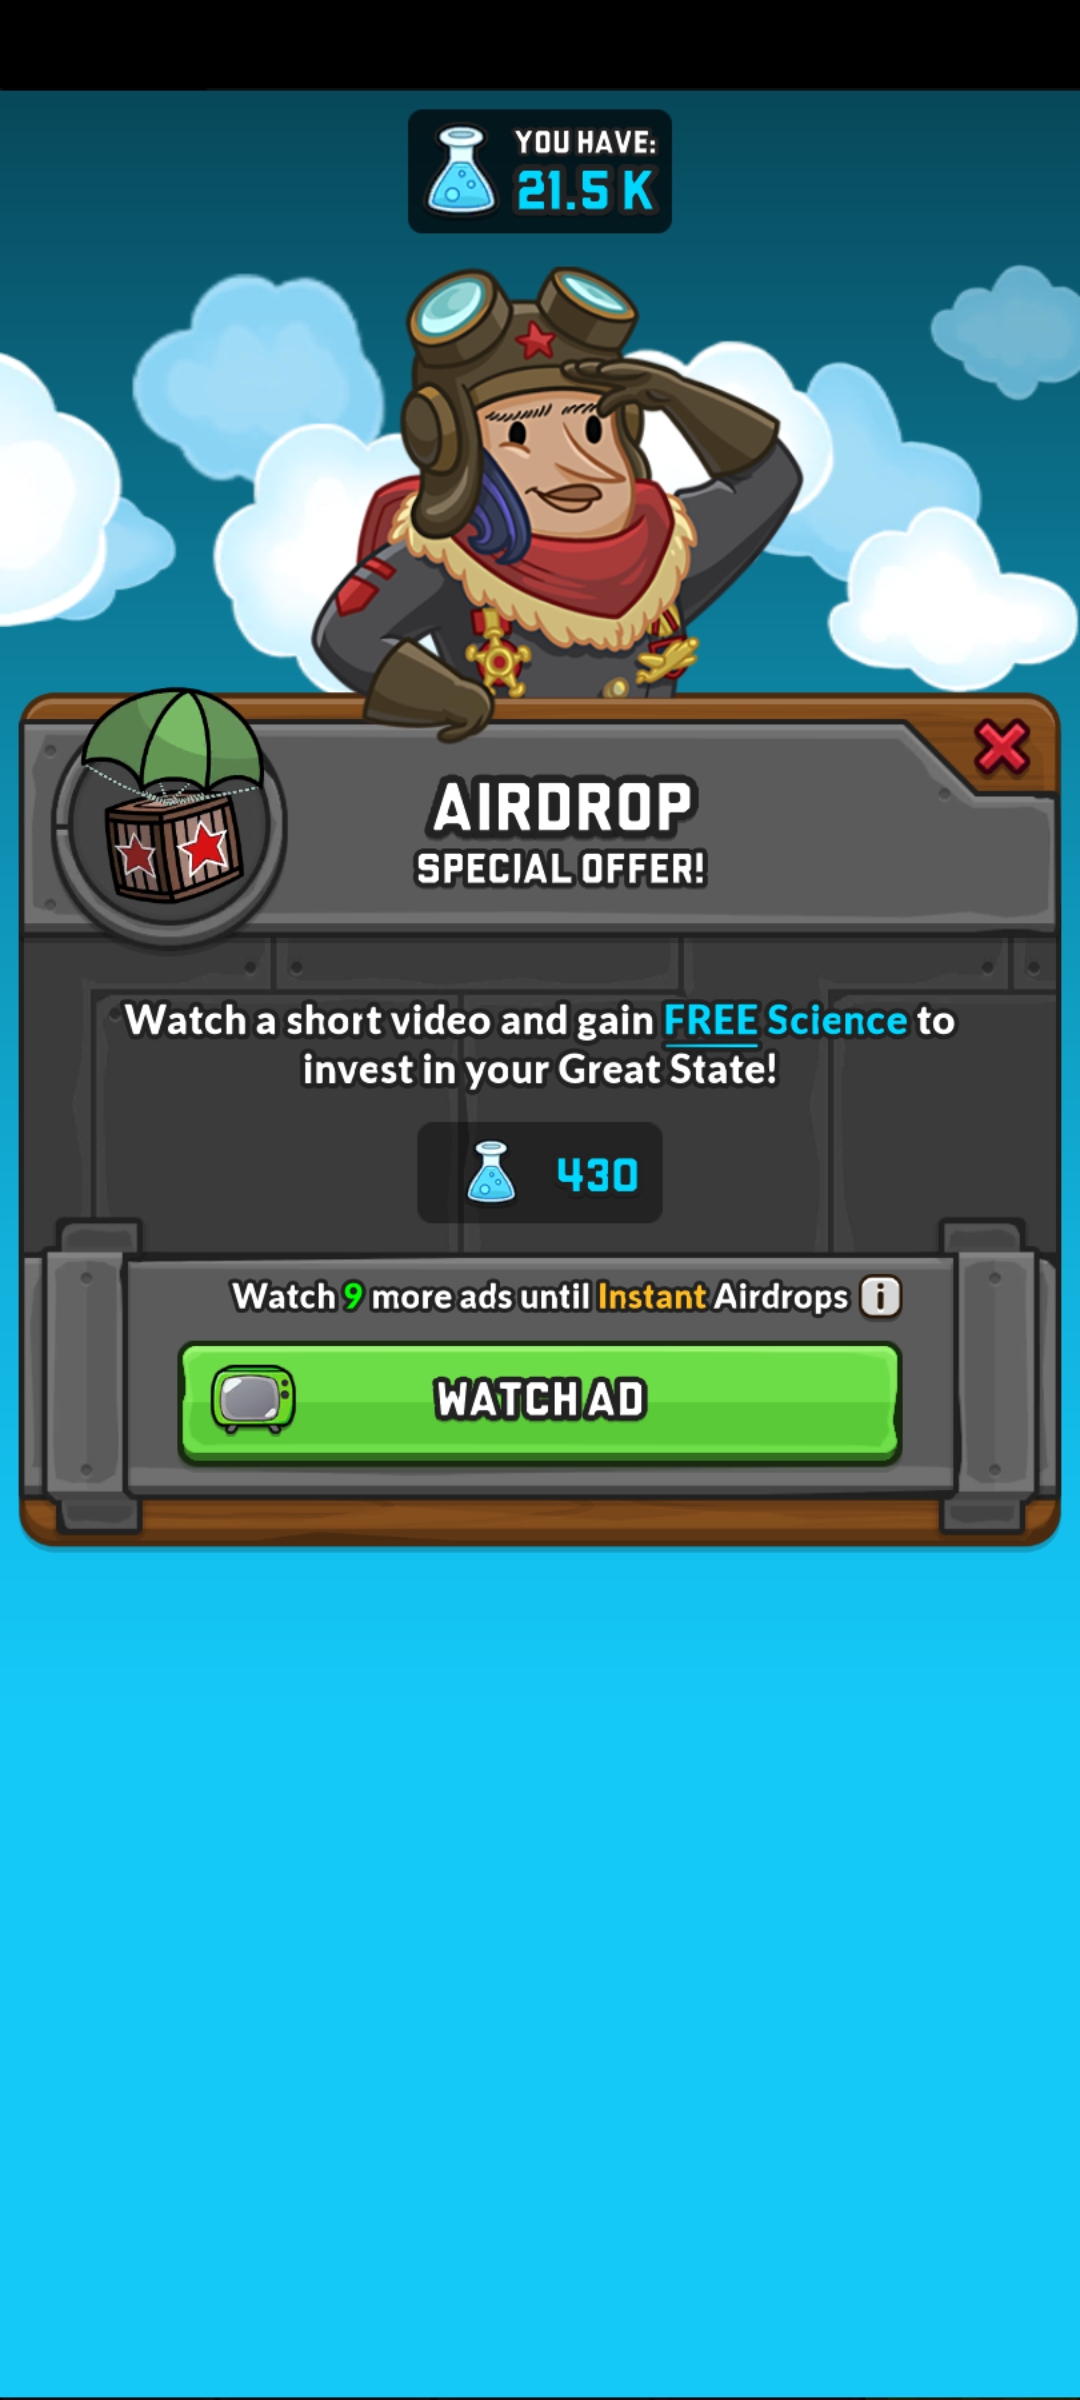 YOU HAVE:
21.5 K
AIRDROP
SPECIAL OFFER!
Watch a short video and gain FREE Science to
invest in your Great State!
430
Watch 9 more ads until Instant Airdrops i
WATCH AD